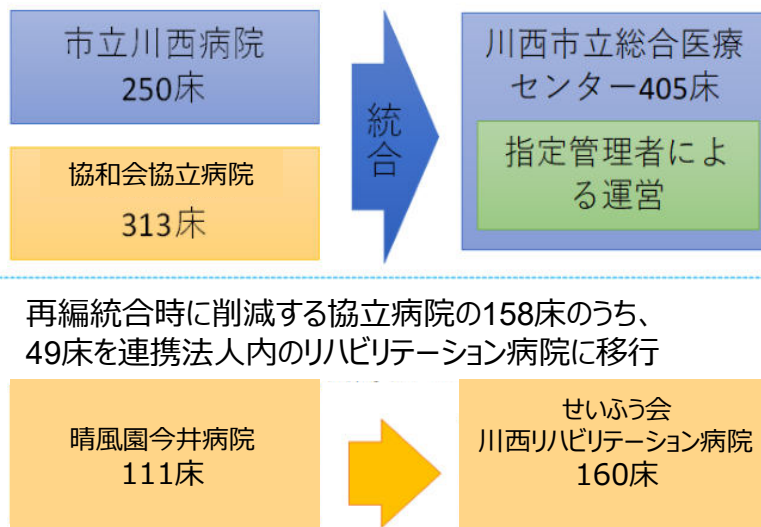 市立川西病院
250床
協和会協立病院
313床
統合
川西市立総合医療
センター405床
指定管理者によ
る運営
再編統合時に削減する協立病院の158床のうち、
49床を連携法人内のリハビリテーション病院に移行
晴風園今井病院
111床
せいふう会
川西リハビリテーション病院
160床